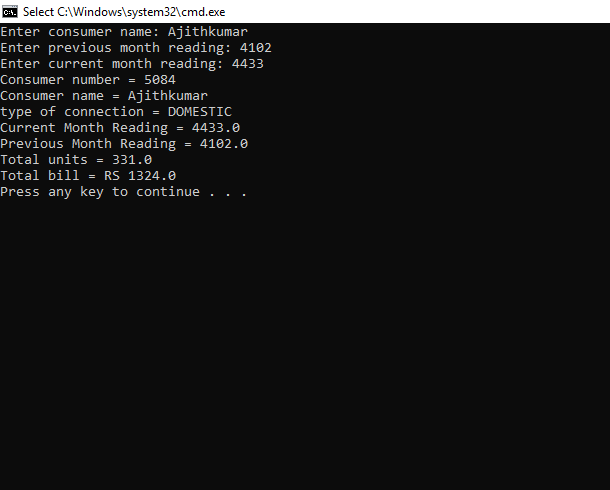 Select C:\Windows\system32\cmd.exe
Enter consumer name: Ajithkumar
Enter previous month reading: 4102
Enter current month reading: 4433
Consumer number = 5084
Consumer name = Ajithkumar
type of connection = DOMESTIC
Current Month Reading = 4433.0
Previous Month Reading = 4102.0
Total units = 331.0
Total bill = RS 1324.0
Press any key to continue . . .